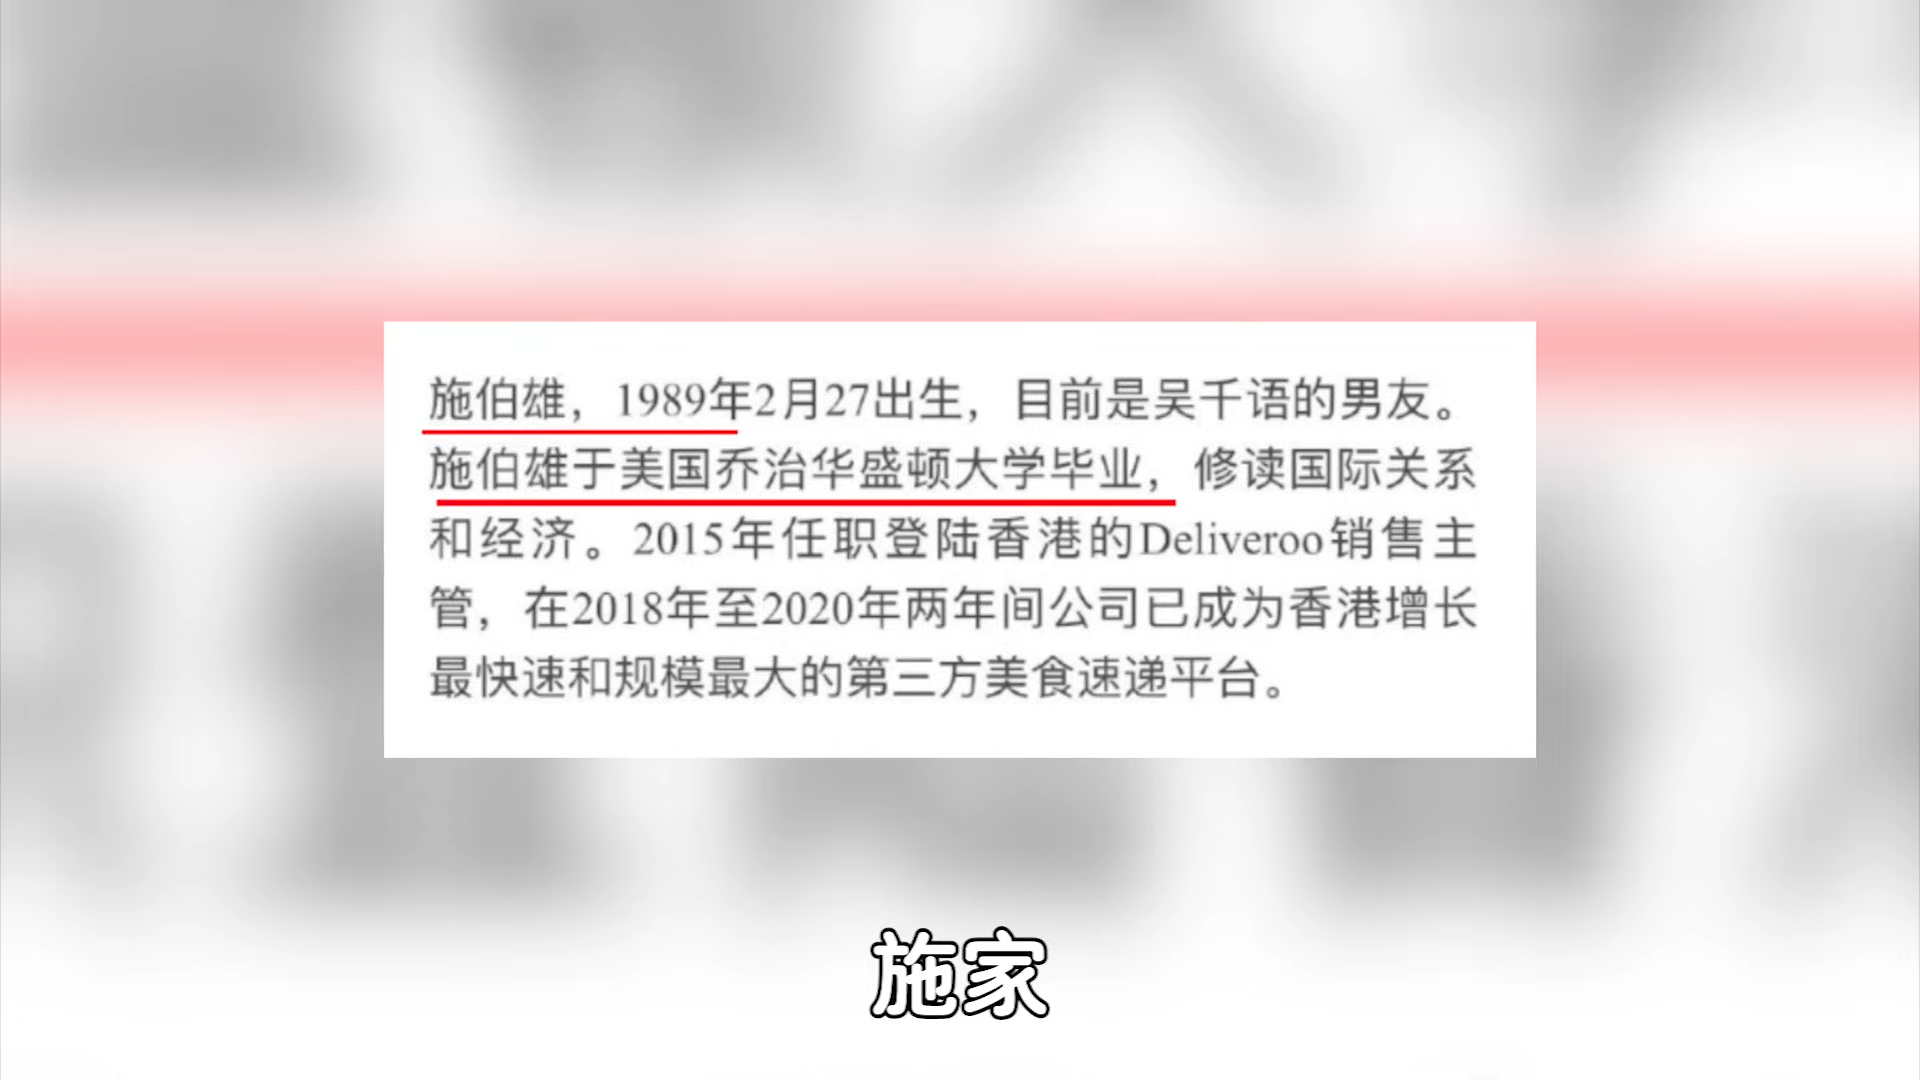 施伯雄，1989年2月27出生，目前是吴千语的男友。
施伯雄于美国乔治华盛顿大学毕业，修读国际关系
和经济。2015年任职登陆香港的Deliveroo销售主
管，在2018年至2020年两年间公司已成为香港增长
最快速和规模最大的第三方美食速递平台。
施家